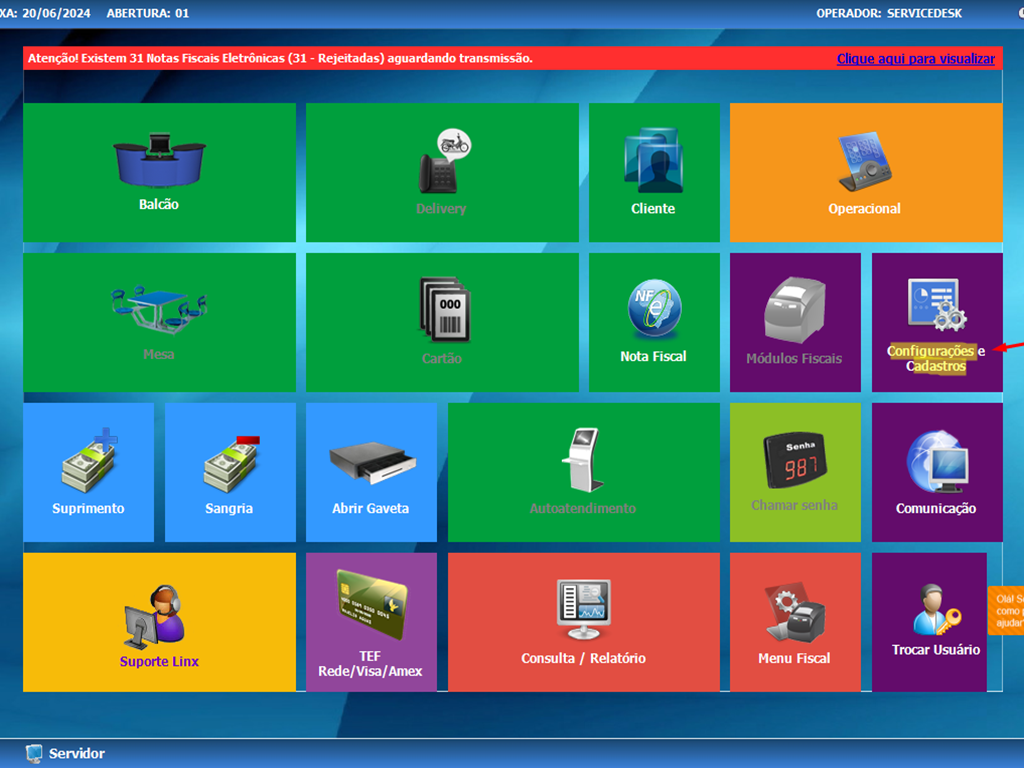 XA: 20/06/2024 ABERTURA: 01 OPERADOR: SERVICEDESK
Atenção! Existem 31 Notas Fiscais Eletrônicas (31 - Rejeitadas) aguardando transmissão. Clique aqui para visualizar
Balcão
Delivery
Cliente
Operacional
Mesa
000
Cartão
NF
e
Nota Fiscal
Módulos Fiscais
Configurações e
Cadastros
Suprimento
Sangria
Abrir Gaveta
Autoatendimento
Senha
987
Chamar senha
Comunicação
Suporte Linx
TEF
Rede/Visa/Amex
Consulta / Relatório
Menu Fiscal
Trocar Usuário
Olá! S
como p
ajudar
Servidor